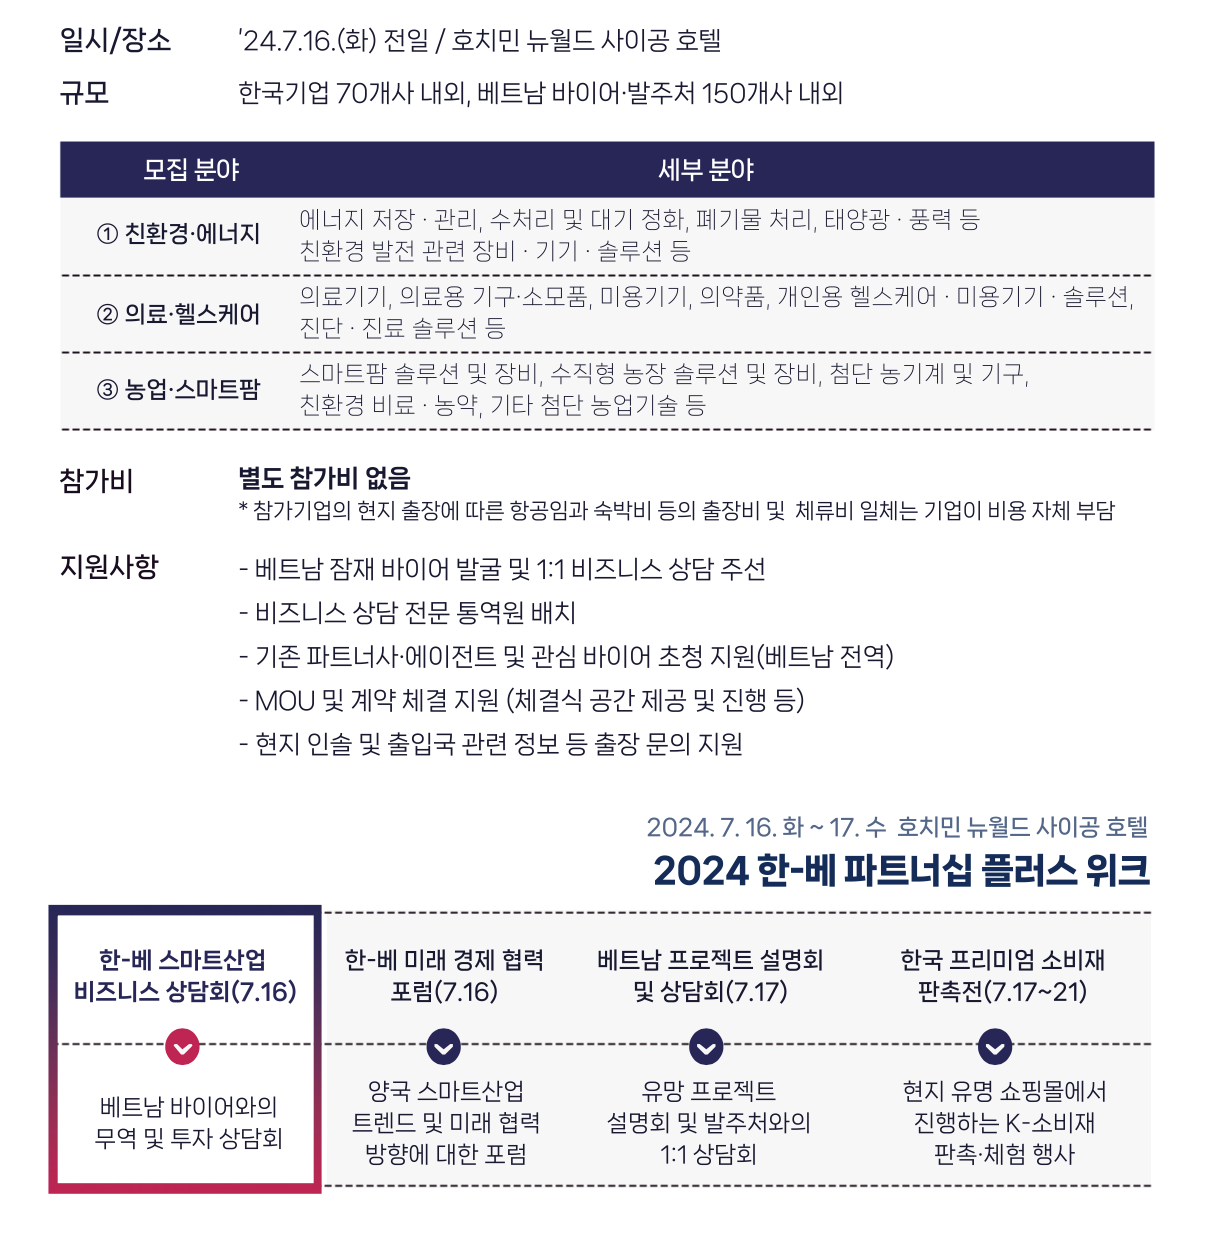 일시/장소 '24.7.16.(화) 전일 / 호치민 뉴월드 사이공 호텔
규모 한국기업 70개사 내외, 베트남 바이어·발주처 150개사 내외
모집 분야 세부 분야
① 친환경·에너지
에너지 저장 · 관리, 수처리 및 대기 정화, 폐기물 처리, 태양광 · 풍력 등
친환경 발전 관련 장비 · 기기 · 솔루션 등
② 의료·헬스케어
의료기기, 의료용 기구·소모품, 미용기기, 의약품, 개인용 헬스케어 · 미용기기 · 솔루션,
진단 · 진료 솔루션 등
③ 농업·스마트팜
스마트팜 솔루션 및 장비, 수직형 농장 솔루션 및 장비, 첨단 농기계 및 기구,
친환경 비료 · 농약, 기타 첨단 농업기술 등
참가비 별도 참가비 없음
* 참가기업의 현지 출장에 따른 항공임과 숙박비 등의 출장비 및 체류비 일체는 기업이 비용 자체 부담
지원사항 - 베트남 잠재 바이어 발굴 및 1:1 비즈니스 상담 주선
- 비즈니스 상담 전문 통역원 배치
- 기존 파트너사·에이전트 및 관심 바이어 초청 지원(베트남 전역)
- MOU 및 계약 체결 지원 (체결식 공간 제공 및 진행 등)
- 현지 인솔 및 출입국 관련 정보 등 출장 문의 지원
2024. 7. 16. 화 ~ 17. 수 호치민 뉴월드 사이공 호텔
2024 한-베 파트너십 플러스 위크
한-베 스마트산업
비즈니스 상담회(7.16)
베트남 바이어와의
무역 및 투자 상담회
한-베 미래 경제 협력
포럼(7.16)
양국 스마트산업
트렌드 및 미래 협력
방향에 대한 포럼
베트남 프로젝트 설명회
및 상담회(7.17)
유망 프로젝트
설명회 및 발주처와의
1:1 상담회
한국 프리미엄 소비재
판촉전(7.17~21)
현지 유명 쇼핑몰에서
진행하는 K-소비재
판촉·체험 행사